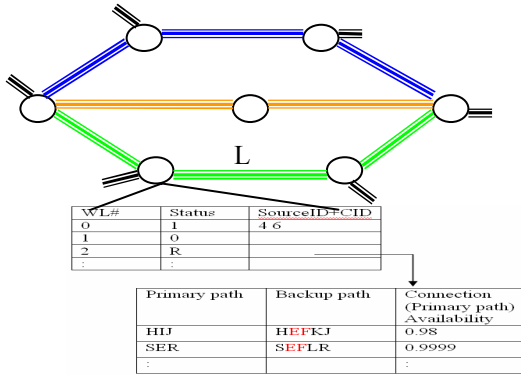 L
WL# Status SourceID+CID
0 1 4 6
1 0
2 R
: :
Primary path Backup path Connection
(Primary path)
Availability
HIJ HEFKJ 0.98
SER SEFLR 0.9999
: :